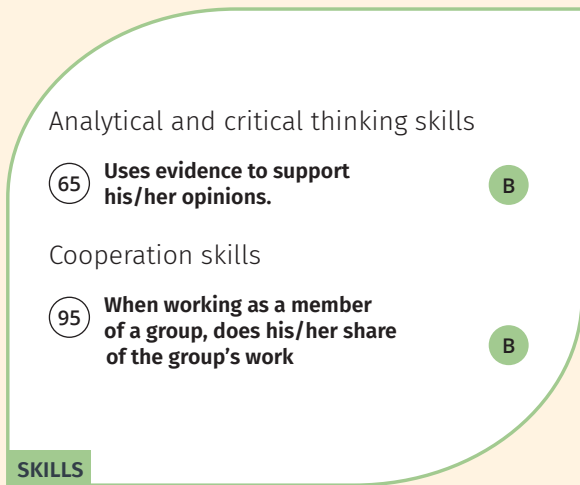 Analytical and critical thinking skills
65 Uses evidence to support
his/her opinions.
B
Cooperation skills
95 When working as a member
of a group, does his/her share
of the group's work
B
SKILLS